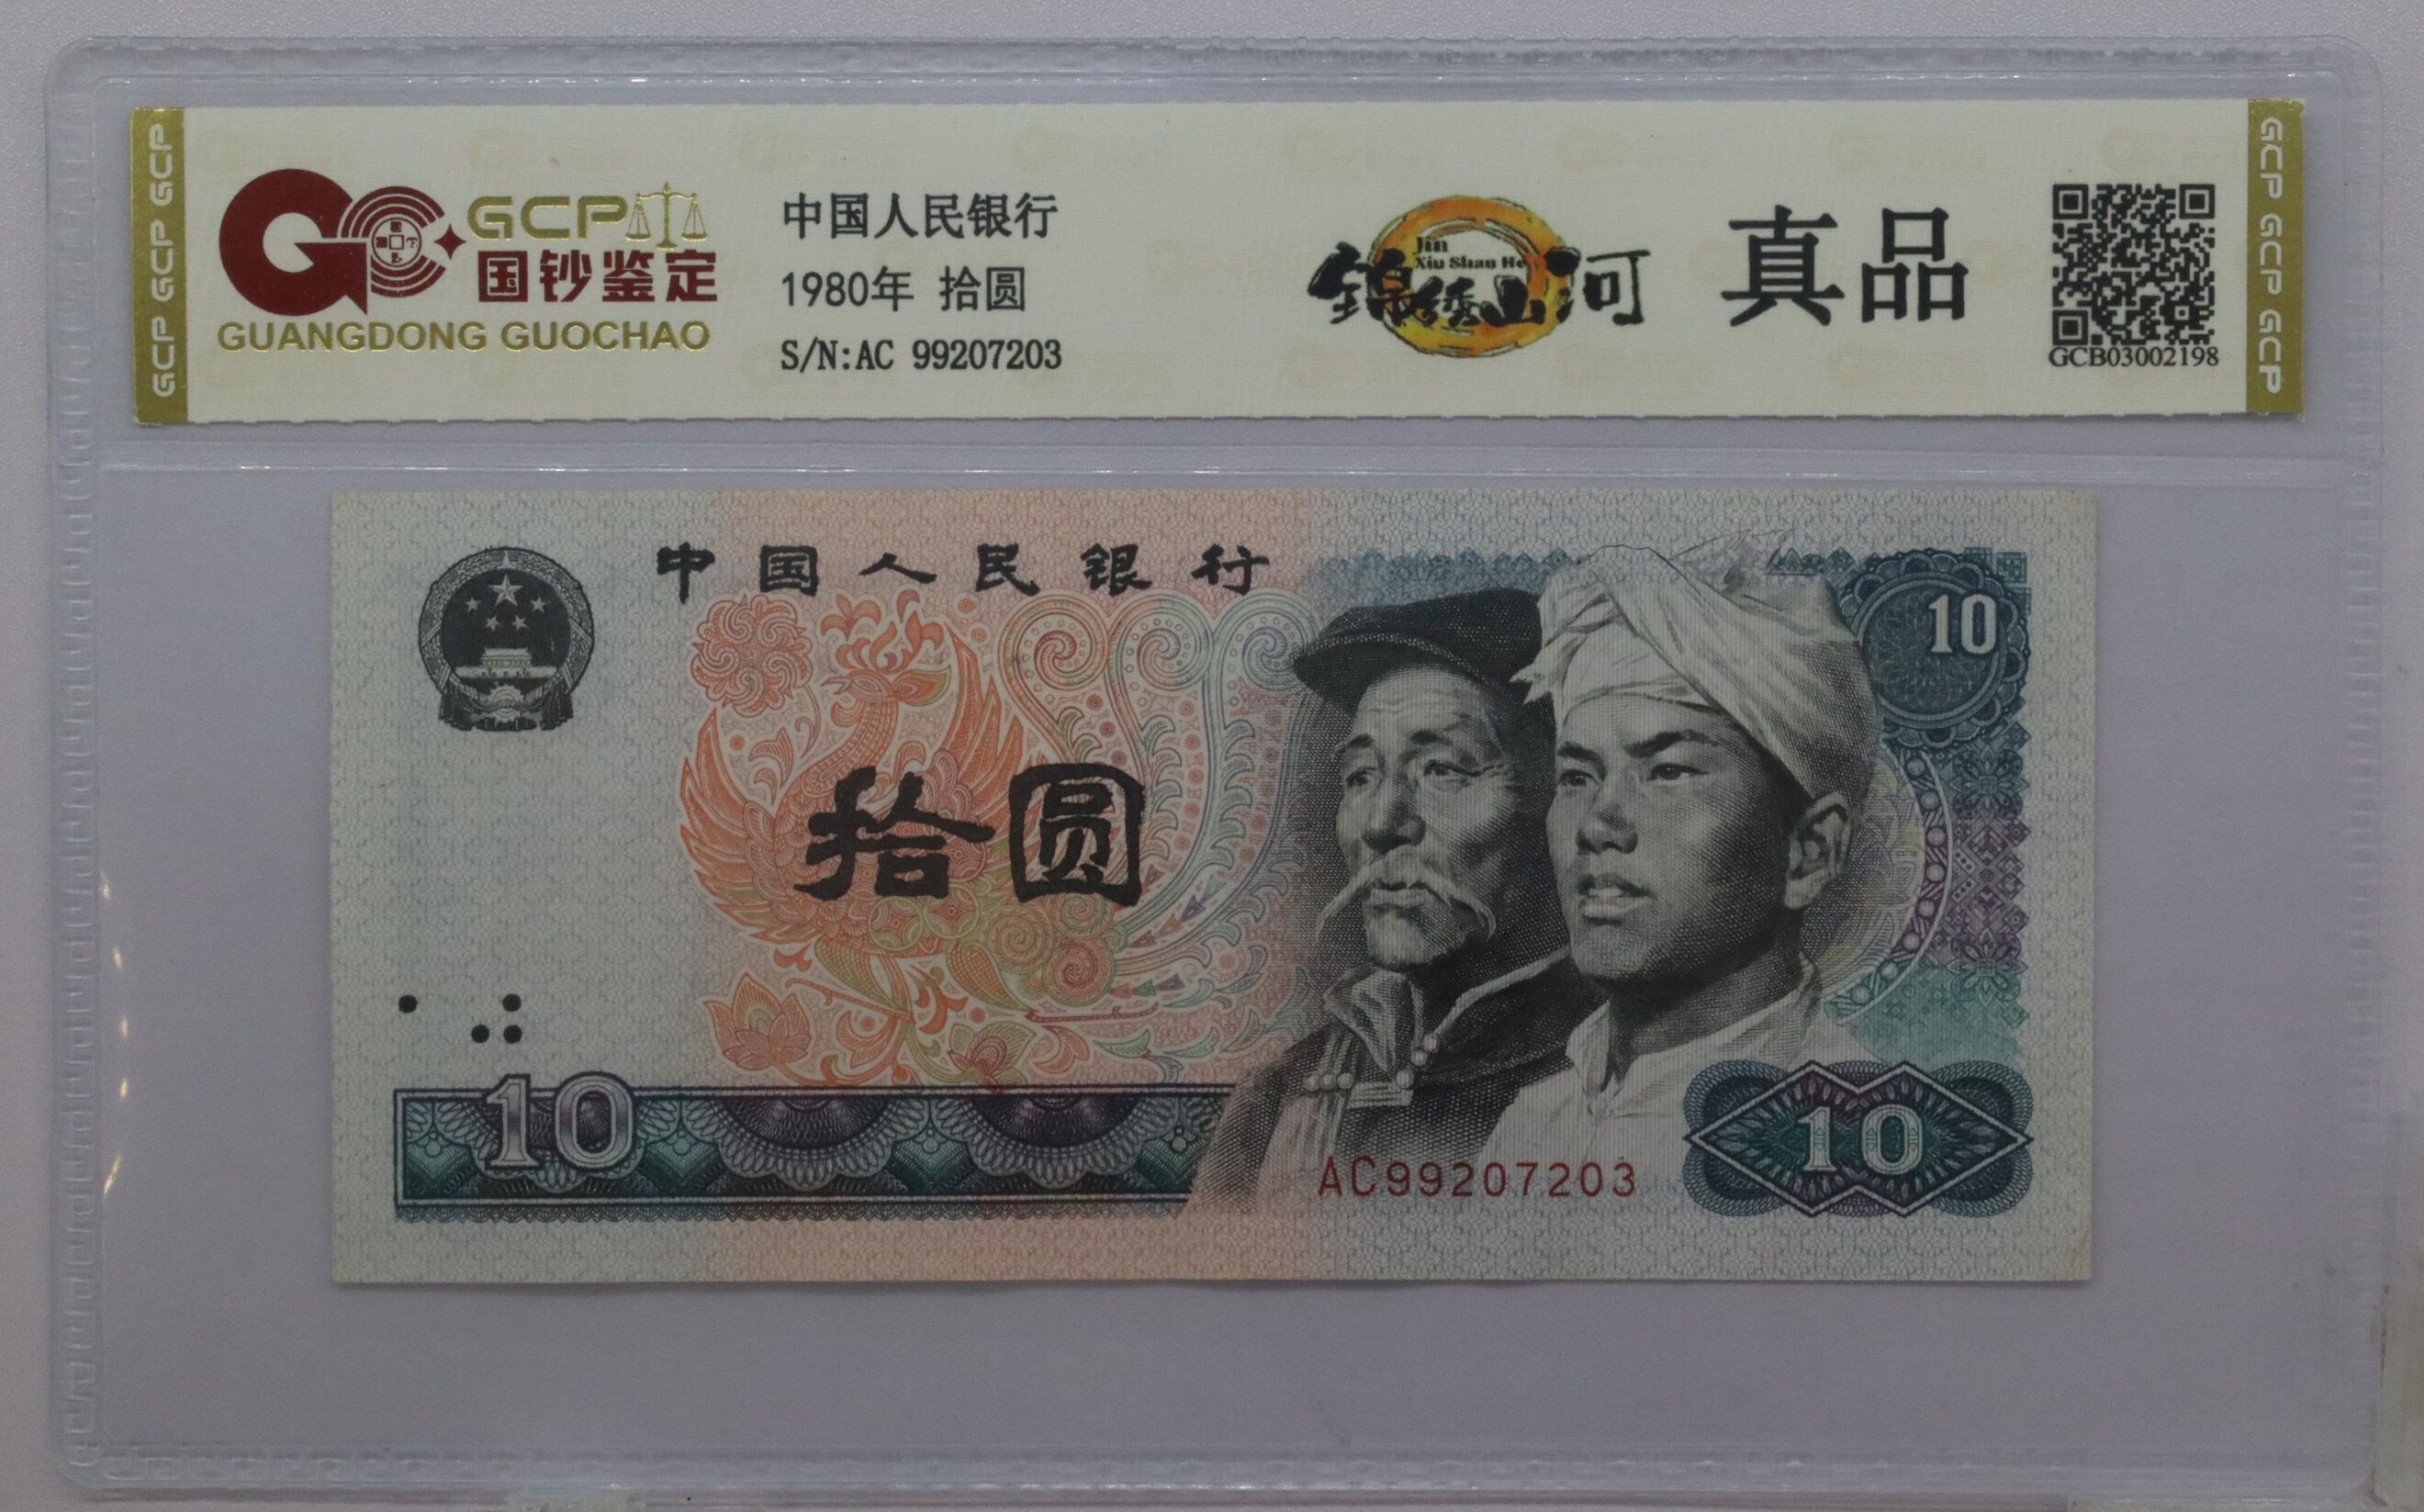 GCP GCP GCP
GCP
国钞鉴定
GUANGDONG GUOCHAO
中国人民银行
1980年 拾圆
S/N:AC 99207203
Jin
Xiu Shan He
锦绣山河
真品
GCB03002198
GCP GCP GCP
中国人民银行
10
拾圆
10
AC99207203
10